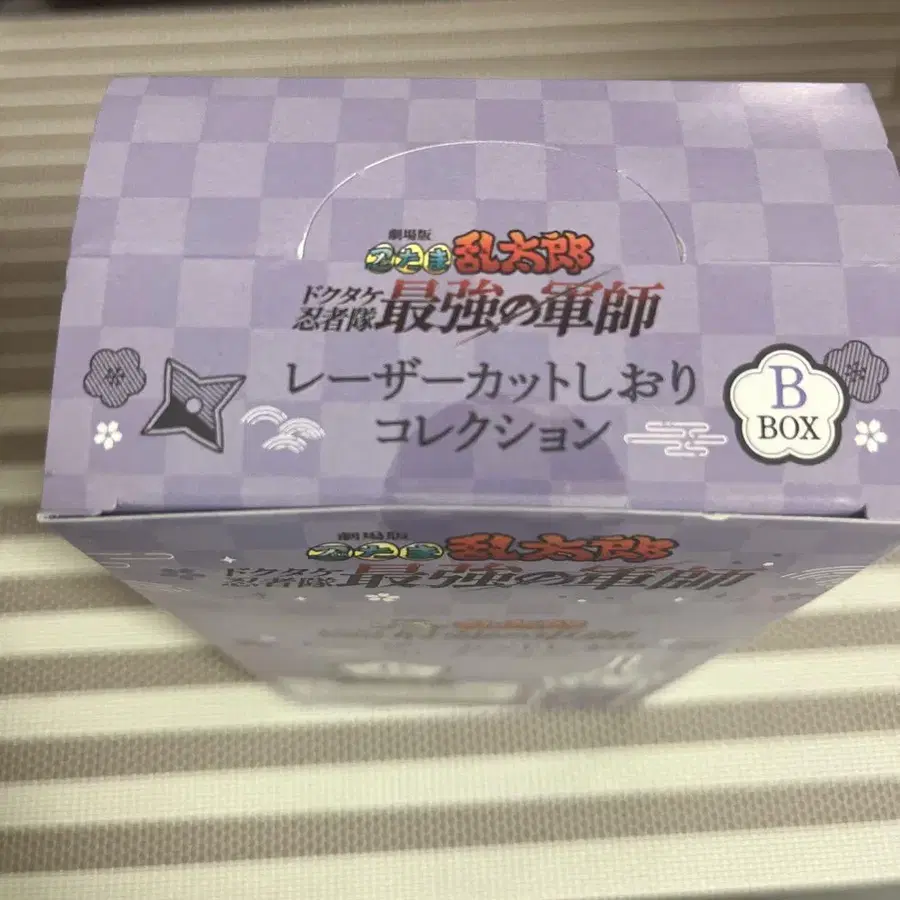 劇場版
忍たま乱太郎
ドクタケ
忍者隊 最強の軍師
レーザーカットしおり
コレクション
B
BOX
劇場版
忍たま乱太郎
ドクタケ
忍者隊 最強の軍師